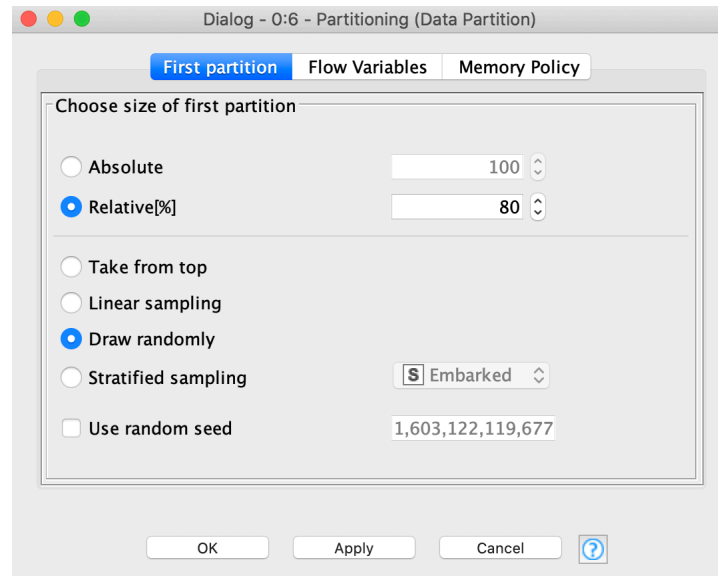 Dialog - 0:6 - Partitioning (Data Partition)
First partition Flow Variables Memory Policy
Choose size of first partition
Absolute 100
Relative[%] 80
Take from top
Linear sampling
Draw randomly
Stratified sampling S Embarked
Use random seed 1,603,122,119,677
OK Apply Cancel ?